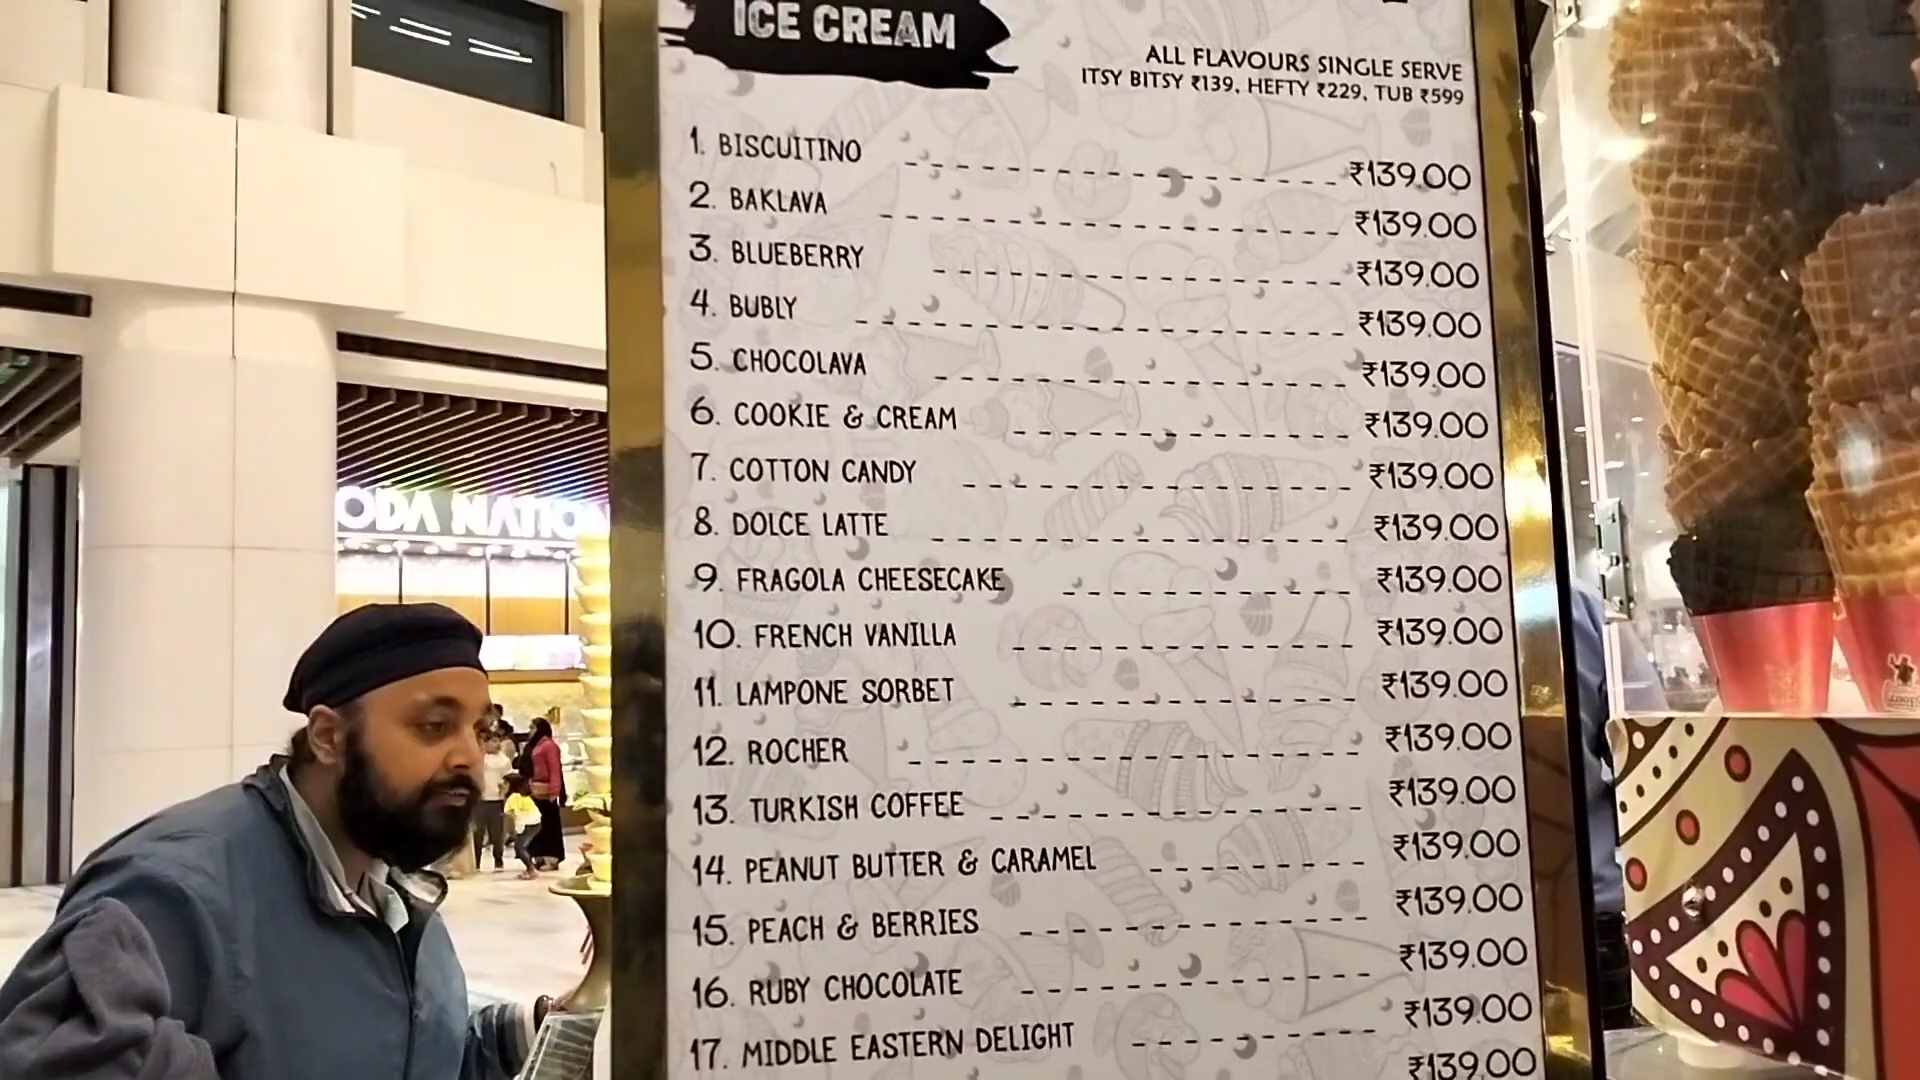 ICE CREAM
ALL FLAVOURS SINGLE SERVE
ITSY BITSY ₹139, HEFTY ₹229, TUB ₹599
1. BISCUITINO ₹139.00
2. BAKLAVA ₹139.00
3. BLUEBERRY ₹139.00
4. BUBLY ₹139.00
5. CHOCOLAVA ₹139.00
6. COOKIE & CREAM ₹139.00
7. COTTON CANDY ₹139.00
8. DOLCE LATTE ₹139.00
9. FRAGOLA CHEESECAKE ₹139.00
10. FRENCH VANILLA ₹139.00
11. LAMPONE SORBET ₹139.00
12. ROCHER ₹139.00
13. TURKISH COFFEE ₹139.00
14. PEANUT BUTTER & CARAMEL ₹139.00
15. PEACH & BERRIES ₹139.00
16. RUBY CHOCOLATE ₹139.00
17. MIDDLE EASTERN DELIGHT ₹139.00
₹139.00
ODA NATION